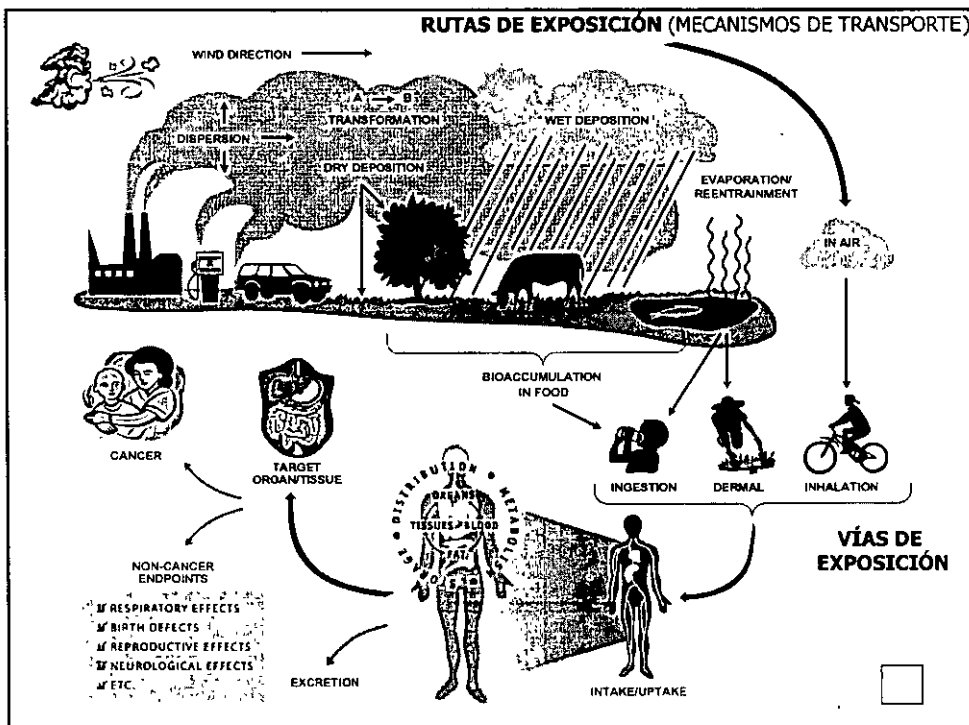 RUTAS DE EXPOSICIÓN (MECANISMOS DE TRANSPORTE)
WIND DIRECTION
A → B
TRANSFORMATION
WET DEPOSITION
DISPERSION
DRY DEPOSITION
EVAPORATION/
REENTRAINMENT
IN AIR
BIOACCUMULATION
IN FOOD
CANCER
TARGET
ORGAN/TISSUE
INGESTION
DERMAL
INHALATION
DISTRIBUTION • METABOLISM
ORGANS
TISSUES BLOOD
FAT
VÍAS DE
EXPOSICIÓN
NON-CANCER
ENDPOINTS
RESPIRATORY EFFECTS
BIRTH DEFECTS
REPRODUCTIVE EFFECTS
NEUROLOGICAL EFFECTS
ETC.
EXCRETION
INTAKE/UPTAKE